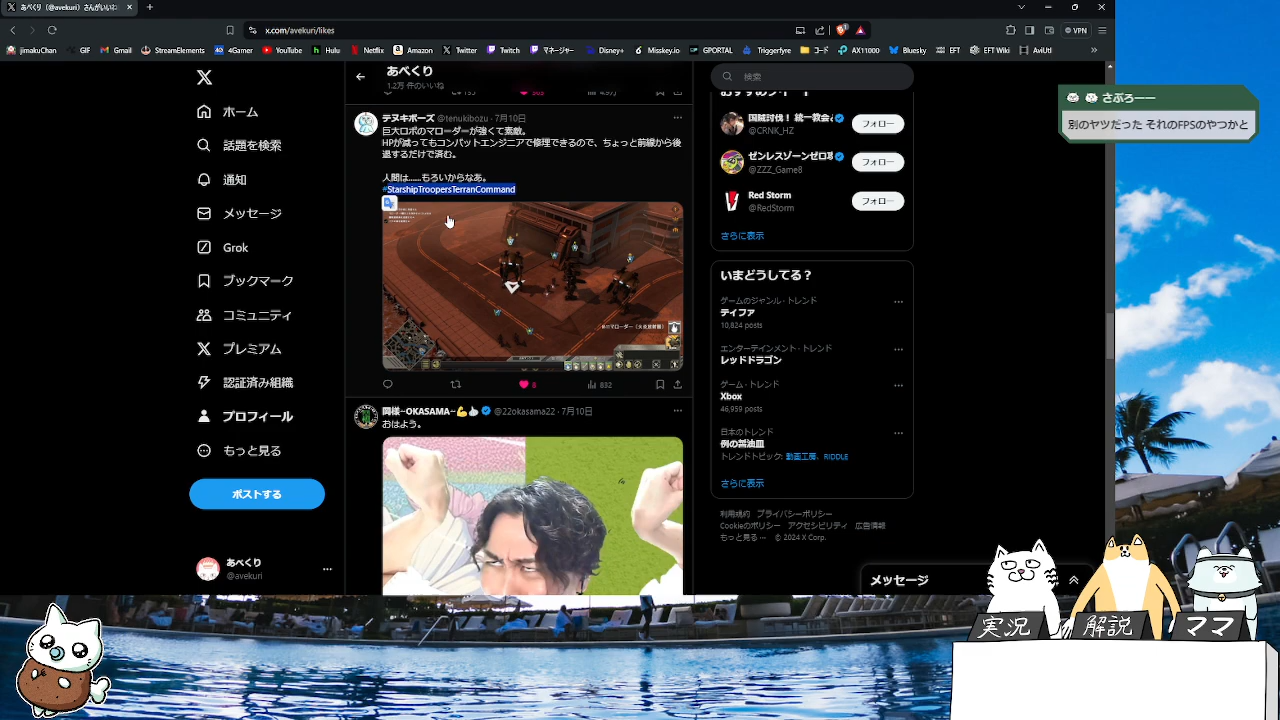 あべくり (@avekuri) さんがいいね
x.com/avekuri/likes
VPN
jimakuChan
GIF
Gmail
StreamElements
4Gamer
YouTube
Hulu
Netflix
Amazon
Twitter
Twitch
マネージャー
Disney+
Misskey.io
GPORTAL
Triggerfyre
コード
AX11000
Bluesky
EFT
EFT Wiki
AviUtl
ホーム
話題を検索
通知
メッセージ
Grok
ブックマーク
コミュニティ
プレミアム
認証済み組織
プロフィール
もっと見る
ポストする
あべくり
@avekuri
あべくり
1.2万 件のいいね
テヌキボーズ @tenukibozu · 7月10日
巨大ロボのマローダーが強くて素敵。
HPが減ってもコンバットエンジニアで修理できるので、ちょっと前線から後
退するだけで済む。
人間は……もろいからなあ。
#StarshipTroopersTerranCommand
8
832
@22okasama22 · 7月10日
おはよう。
検索
@CRNK_HZ
フォロー
@ZZZ_Game8
フォロー
Red Storm
@RedStorm
フォロー
さらに表示
いまどうしてる？
ゲームのジャンル · トレンド
ティファ
10,824 posts
エンターテインメント · トレンド
レッドドラゴン
ゲーム · トレンド
Xbox
46,959 posts
日本のトレンド
例の醤油皿
トレンドトピック: 動画工房、RIDDLE
さらに表示
利用規約 プライバシーポリシー
Cookieのポリシー アクセシビリティ 広告情報
もっと見る ··· © 2024 X Corp.
メッセージ
さぶろーー
別のヤツだった それのFPSのやつかと
実況
解説
ママ